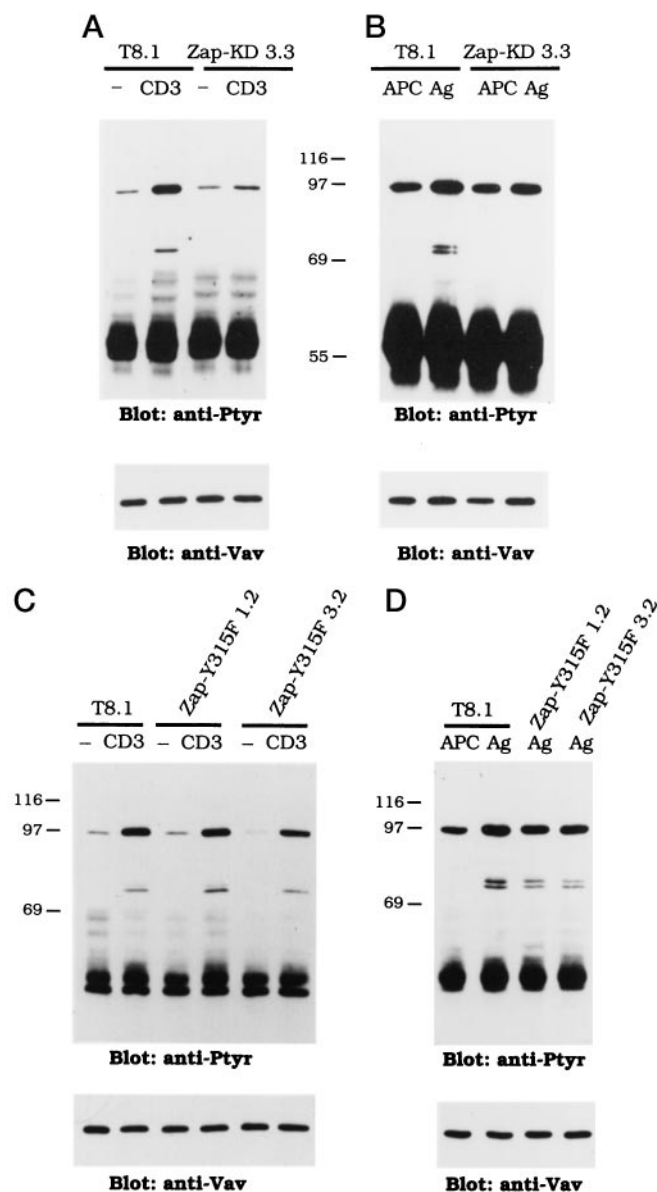 A
T8.1 Zap-KD 3.3
– CD3 – CD3
Blot: anti-Ptyr
Blot: anti-Vav
B
T8.1 Zap-KD 3.3
APC Ag APC Ag
116 –
97 –
69 –
55 –
Blot: anti-Ptyr
Blot: anti-Vav
C
T8.1 Zap-Y315F 1.2 Zap-Y315F 3.2
– CD3 – CD3 – CD3
116 –
97 –
69 –
Blot: anti-Ptyr
Blot: anti-Vav
D
T8.1 Zap-Y315F 1.2 Zap-Y315F 3.2
APC Ag Ag Ag
116 –
97 –
69 –
Blot: anti-Ptyr
Blot: anti-Vav